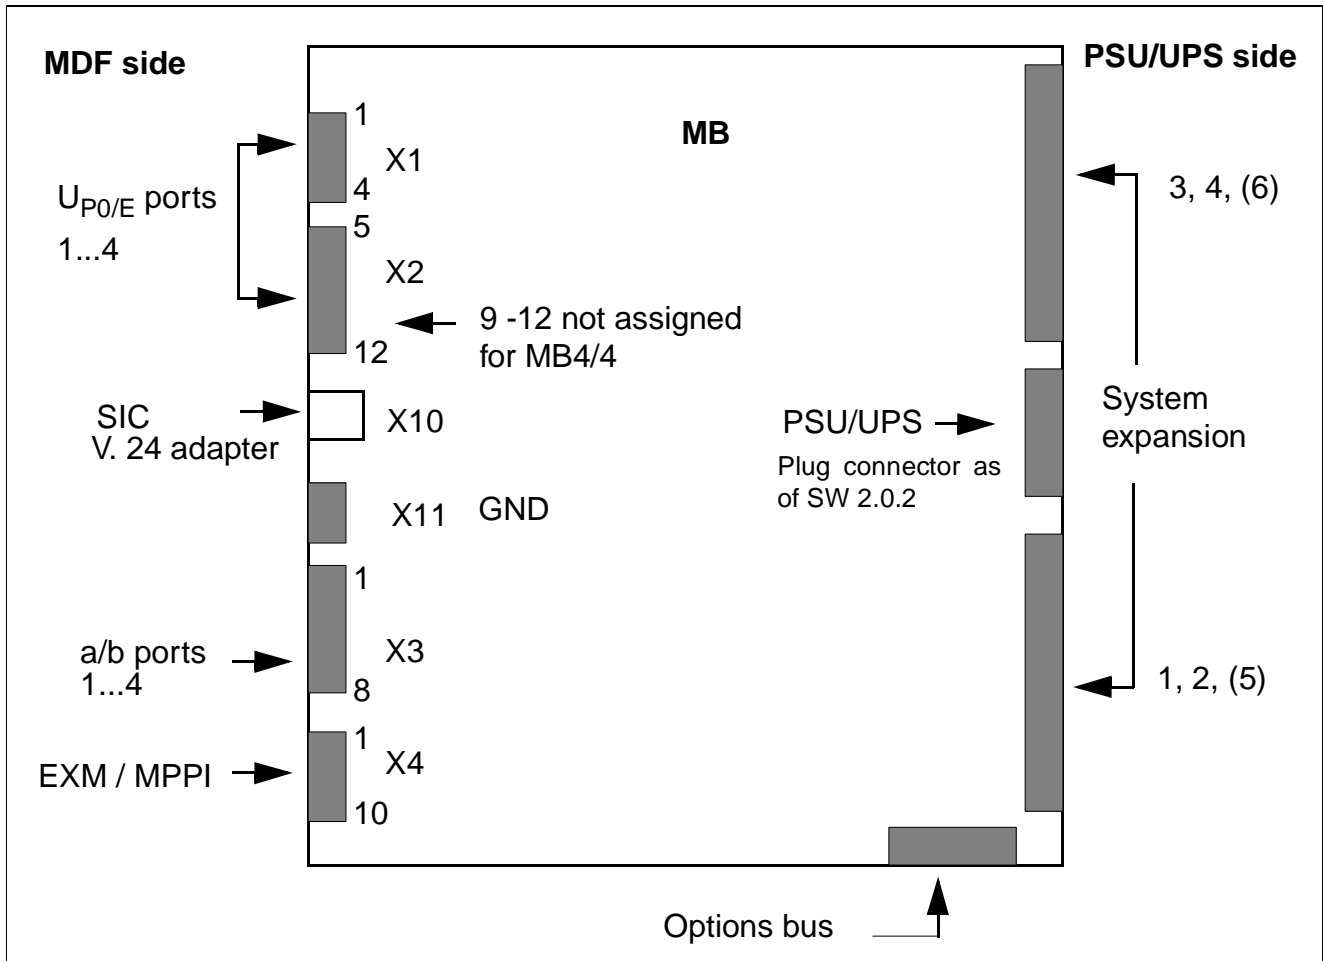 MDF side
PSU/UPS side
MB
1
X1
4
U_P0/E ports
1...4
5
X2
12
9 -12 not assigned
for MB4/4
3, 4, (6)
SIC
V. 24 adapter
X10
PSU/UPS
Plug connector as
of SW 2.0.2
System
expansion
X11
GND
1
X3
8
a/b ports
1...4
1, 2, (5)
1
X4
10
EXM / MPPI
Options bus